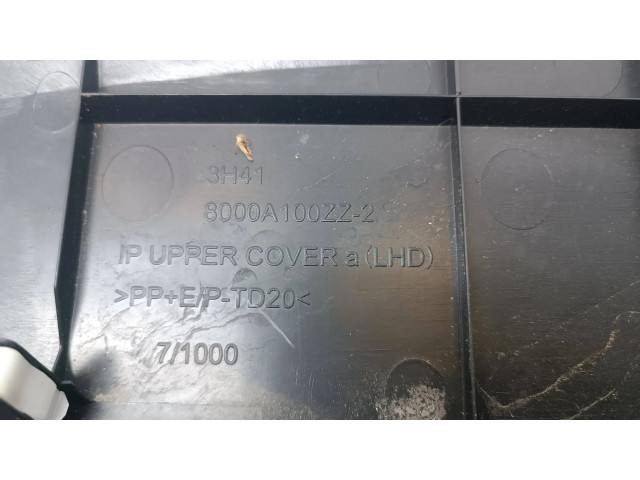 3H41
8000A100ZZ-2
IP UPPER COVER a (LHD)
>PP+E/P-TD20<
7/1000